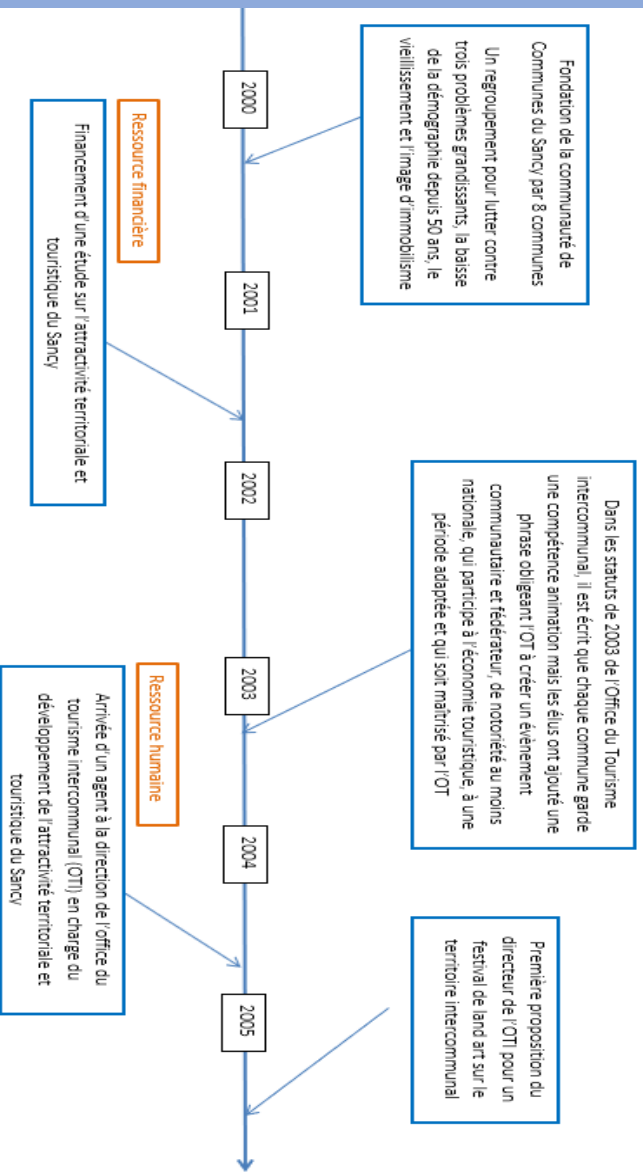 Fondation de la communauté de
Communes du Sancy par 8 communes
Un regroupement pour lutter contre
trois problèmes grandissants, la baisse
de la démographie depuis 50 ans, le
vieillissement et l'image d'immobilisme
Dans les statuts de 2003 de l'Office du Tourisme
intercommunal, il est écrit que chaque commune garde
une compétence animation mais les élus ont ajouté une
phrase obligeant l'OT à créer un évènement
communautaire et fédérateur, de notoriété au moins
nationale, qui participe à l'économie touristique, à une
période adaptée et qui soit maîtrisé par l'OT
Première proposition du
directeur de l'OTI pour un
festival de land art sur le
territoire intercommunal
2000
2001
2002
2003
2004
2005
Ressource financière
Financement d'une étude sur l'attractivité territoriale et
touristique du Sancy
Ressource humaine
Arrivée d'un agent à la direction de l'office du
tourisme intercommunal (OTI) en charge du
développement de l'attractivité territoriale et
touristique du Sancy